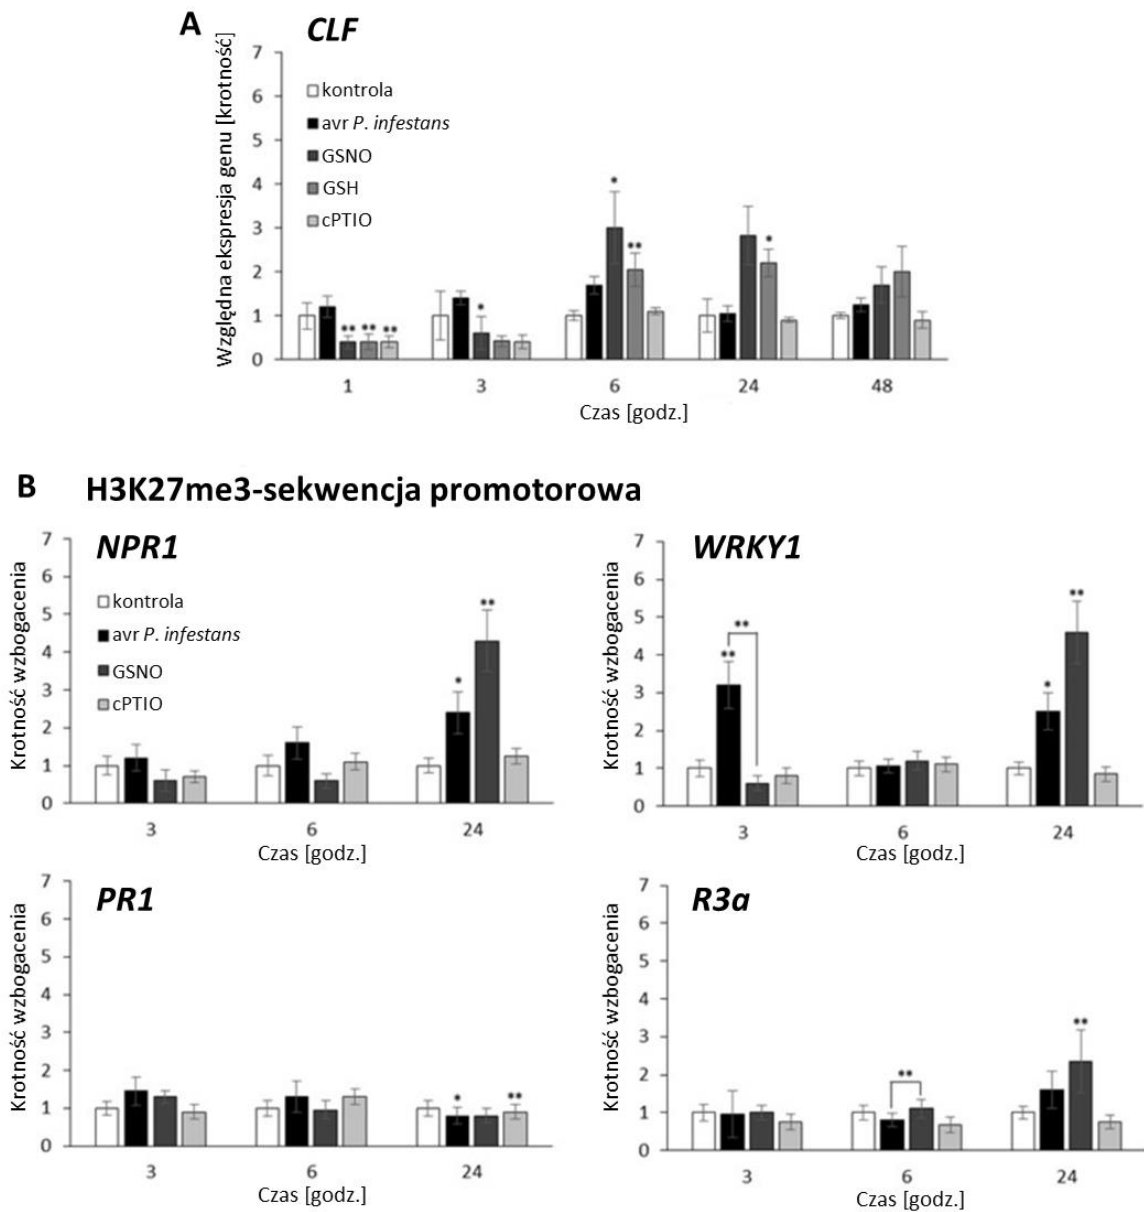 A
CLF
Względna ekspresja genu [krotność]
7
6
5
4
3
2
1
0
kontrola
avr P. infestans
GSNO
GSH
cPTIO
** ** **
*
* **
*
1 3 6 24 48
Czas [godz.]
B H3K27me3-sekwencja promotorowa
NPR1
Krotność wzbogacenia
7
6
5
4
3
2
1
0
kontrola
avr P. infestans
GSNO
cPTIO
* **
3 6 24
Czas [godz.]
WRKY1
Krotność wzbogacenia
7
6
5
4
3
2
1
0
** **
* **
3 6 24
Czas [godz.]
PR1
Krotność wzbogacenia
7
6
5
4
3
2
1
0
* **
3 6 24
Czas [godz.]
R3a
Krotność wzbogacenia
7
6
5
4
3
2
1
0
**
**
3 6 24
Czas [godz.]